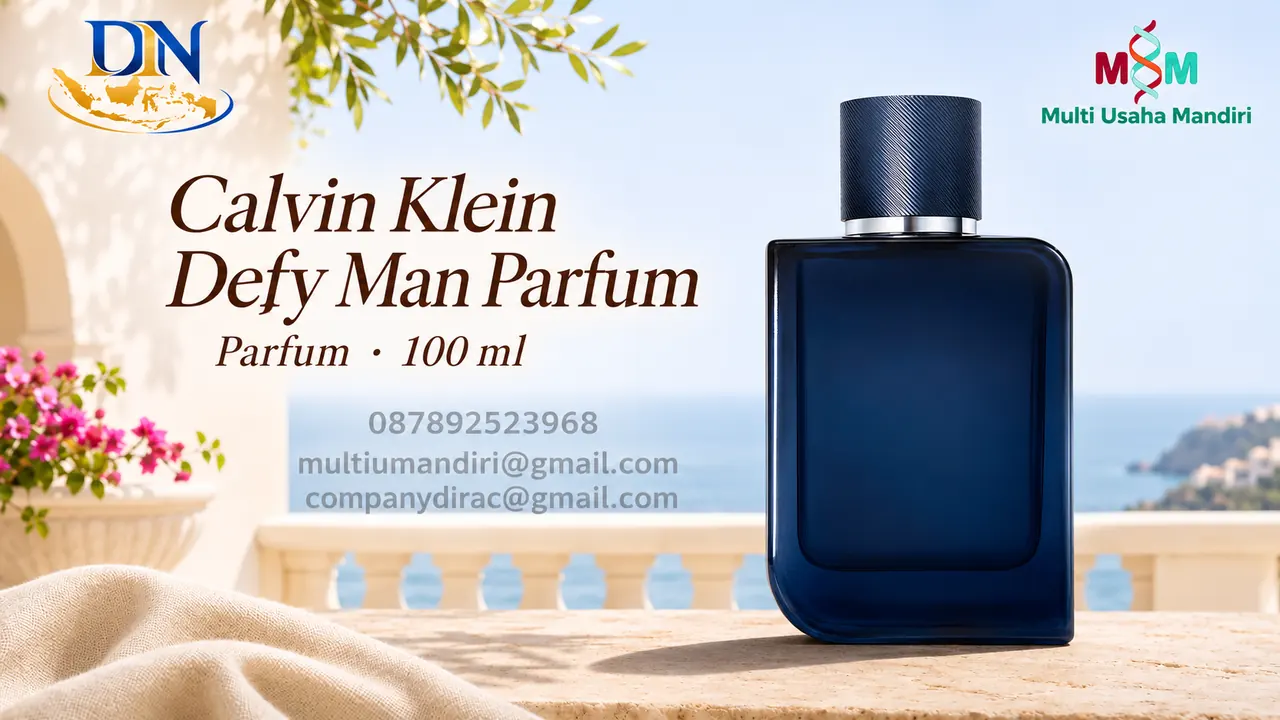 DN
MM
Multi Usaha Mandiri
Calvin Klein
Defy Man Parfum
Parfum • 100 ml
087892523968
multiumandiri@gmail.com
companydirac@gmail.com